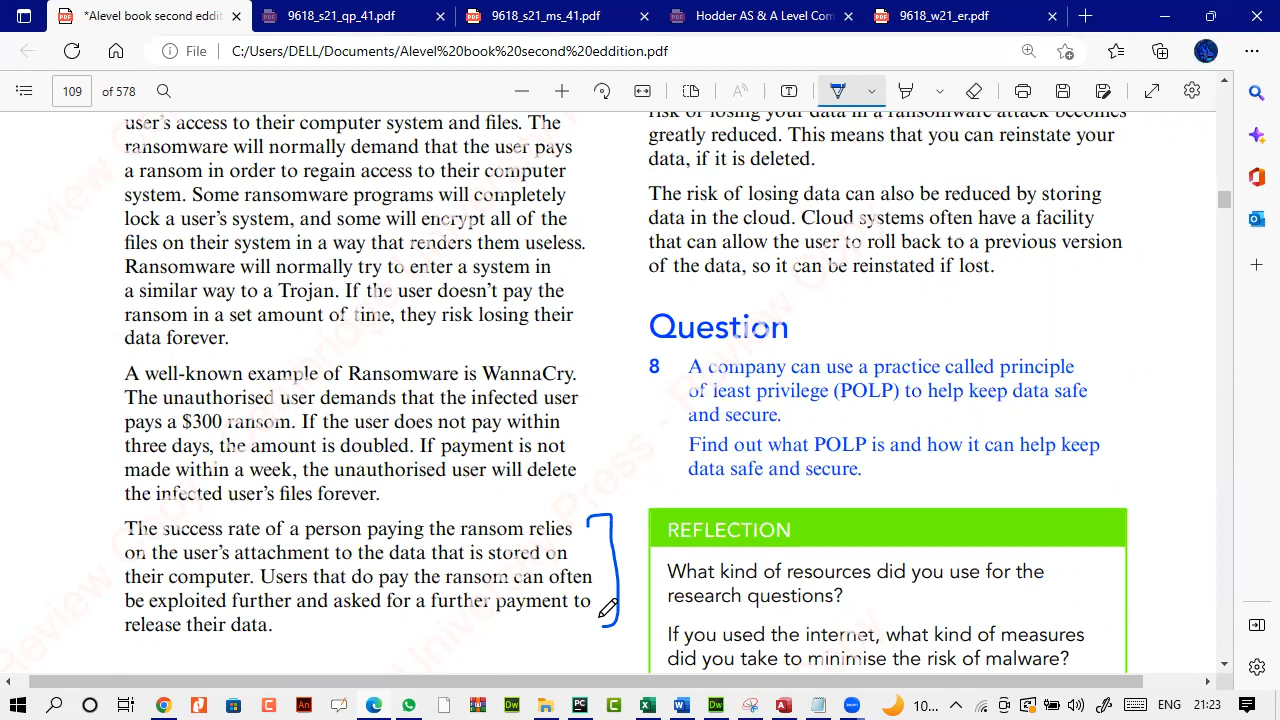 *Alevel book second eddit
9618_s21_qp_41.pdf
9618_s21_ms_41.pdf
Hodder AS & A Level Com
9618_w21_er.pdf
File
C:/Users/DELL/Documents/Alevel%20book%20second%20eddition.pdf
109 of 578
user's access to their computer system and files. The
ransomware will normally demand that the user pays
a ransom in order to regain access to their computer
system. Some ransomware programs will completely
lock a user's system, and some will encrypt all of the
files on their system in a way that renders them useless.
Ransomware will normally try to enter a system in
a similar way to a Trojan. If the user doesn't pay the
ransom in a set amount of time, they risk losing their
data forever.
A well-known example of Ransomware is WannaCry.
The unauthorised user demands that the infected user
pays a $300 ransom. If the user does not pay within
three days, the amount is doubled. If payment is not
made within a week, the unauthorised user will delete
the infected user's files forever.
The success rate of a person paying the ransom relies
on the user's attachment to the data that is stored on
their computer. Users that do pay the ransom can often
be exploited further and asked for a further payment to
release their data.
risk of losing your data in a ransomware attack becomes
greatly reduced. This means that you can reinstate your
data, if it is deleted.
The risk of losing data can also be reduced by storing
data in the cloud. Cloud systems often have a facility
that can allow the user to roll back to a previous version
of the data, so it can be reinstated if lost.
Question
8 A company can use a practice called principle
of least privilege (POLP) to help keep data safe
and secure.
Find out what POLP is and how it can help keep
data safe and secure.
REFLECTION
What kind of resources did you use for the
research questions?
If you used the internet, what kind of measures
did you take to minimise the risk of malware?
10...
ENG
21:23